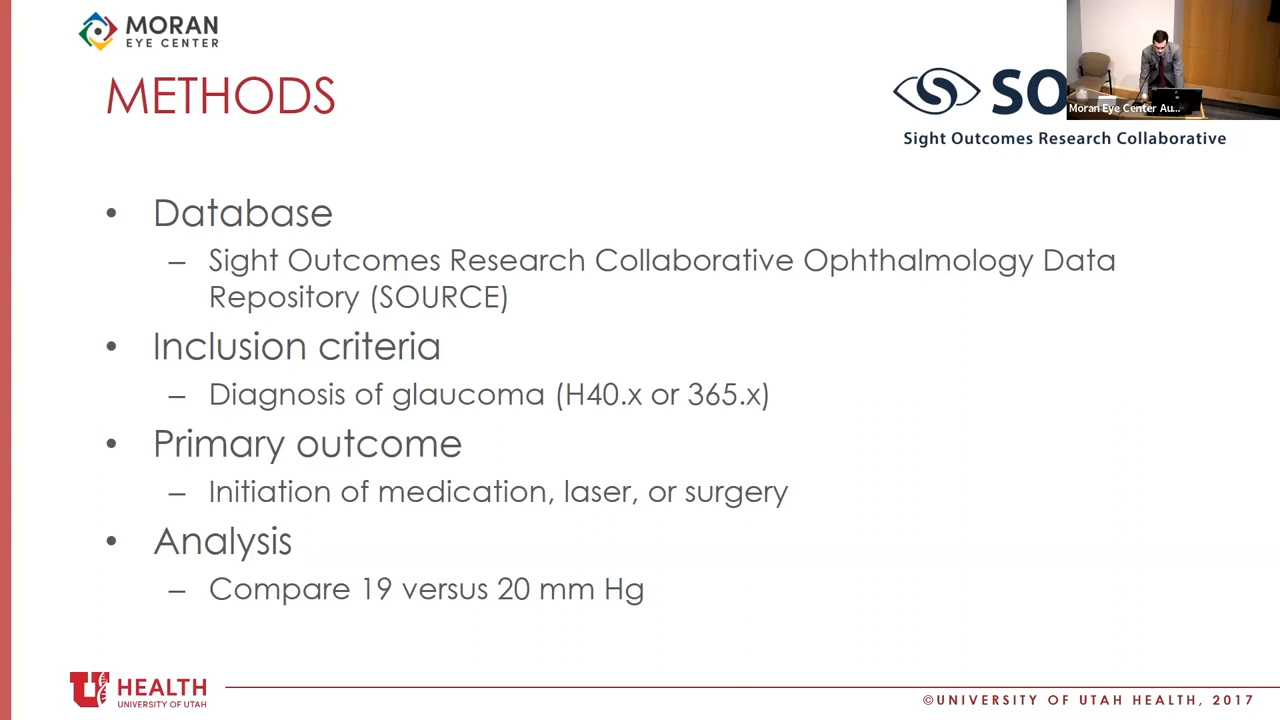 MORAN
EYE CENTER
METHODS
SO
Moran Eye Center Au...
Sight Outcomes Research Collaborative
• Database
– Sight Outcomes Research Collaborative Ophthalmology Data
Repository (SOURCE)
• Inclusion criteria
– Diagnosis of glaucoma (H40.x or 365.x)
• Primary outcome
– Initiation of medication, laser, or surgery
• Analysis
– Compare 19 versus 20 mm Hg
U HEALTH
UNIVERSITY OF UTAH
©UNIVERSITY OF UTAH HEALTH, 2017